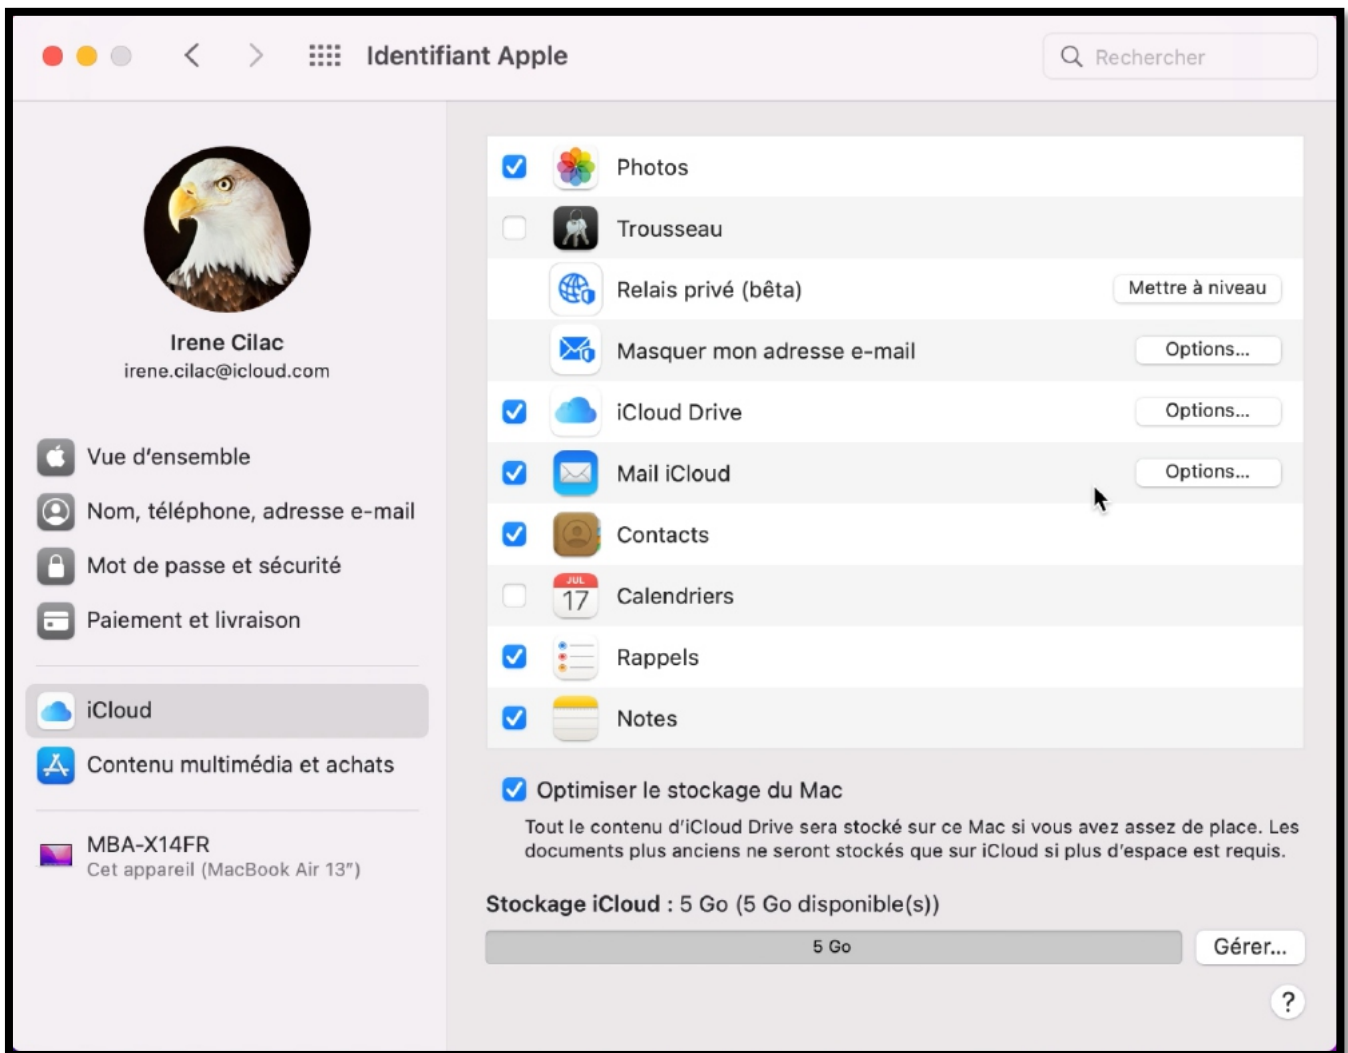 Identifiant Apple
Rechercher
Irene Cilac
irene.cilac@icloud.com
Vue d'ensemble
Nom, téléphone, adresse e-mail
Mot de passe et sécurité
Paiement et livraison
iCloud
Contenu multimédia et achats
MBA-X14FR
Cet appareil (MacBook Air 13")
Photos
Trousseau
Relais privé (bêta)
Mettre à niveau
Masquer mon adresse e-mail
Options...
iCloud Drive
Options...
Mail iCloud
Options...
Contacts
JUL
17
Calendriers
Rappels
Notes
Optimiser le stockage du Mac
Tout le contenu d'iCloud Drive sera stocké sur ce Mac si vous avez assez de place. Les
documents plus anciens ne seront stockés que sur iCloud si plus d'espace est requis.
Stockage iCloud : 5 Go (5 Go disponible(s))
5 Go
Gérer...
?